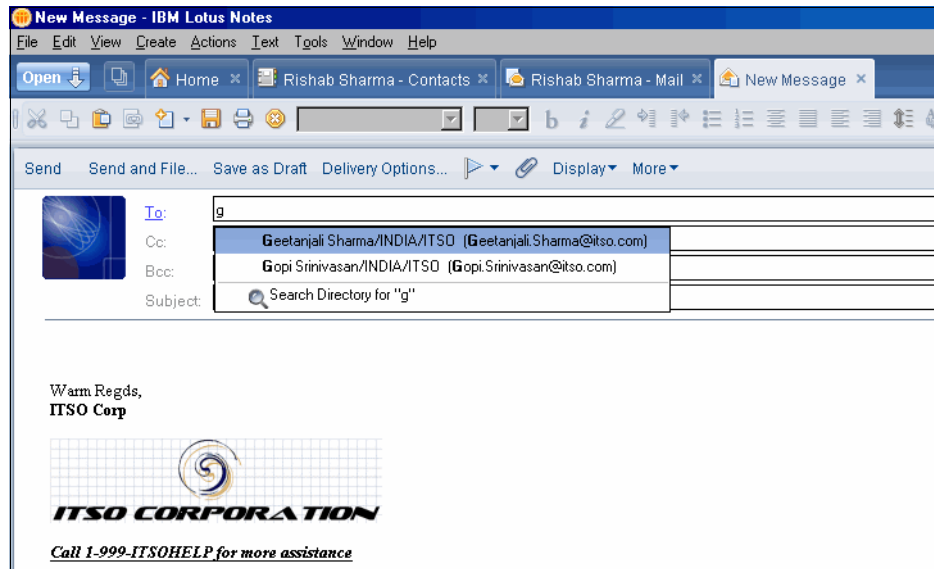 New Message - IBM Lotus Notes
File Edit View Create Actions Text Tools Window Help
Open Home Rishab Sharma - Contacts Rishab Sharma - Mail New Message
b i
Send Send and File... Save as Draft Delivery Options... Display More
To: g
Cc: Geetanjali Sharma/INDIA/ITSO (Geetanjali.Sharma@itso.com)
Bcc: Gopi Srinivasan/INDIA/ITSO (Gopi.Srinivasan@itso.com)
Subject: Search Directory for "g"
Warm Regds,
ITSO Corp
ITSO CORPORATION
Call 1-999-ITSOHELP for more assistance